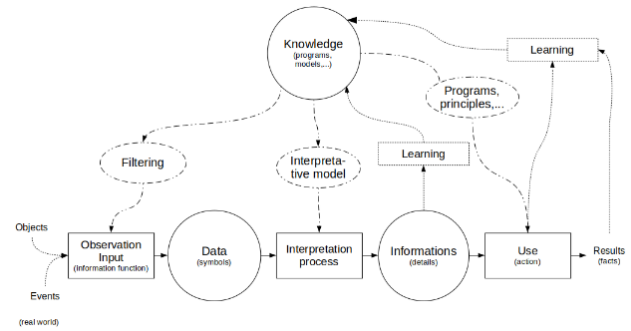 Knowledge
(programs,
models,...)
Learning
Programs,
principles,...
Filtering
Interpreta-
tive model
Learning
Objects
Observation
Input
(Information function)
Data
(symbols)
Interpretation
process
Informations
(details)
Use
(action)
Results
(facts)
Events
(real world)